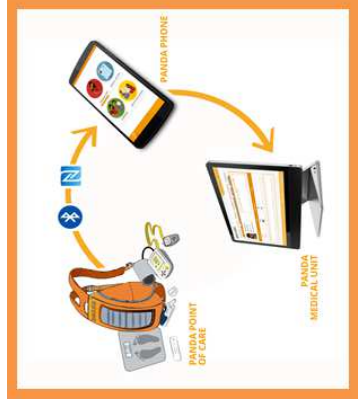 PANDA POINT
OF CARE
PANDA PHONE
PANDA
MEDICAL UNIT